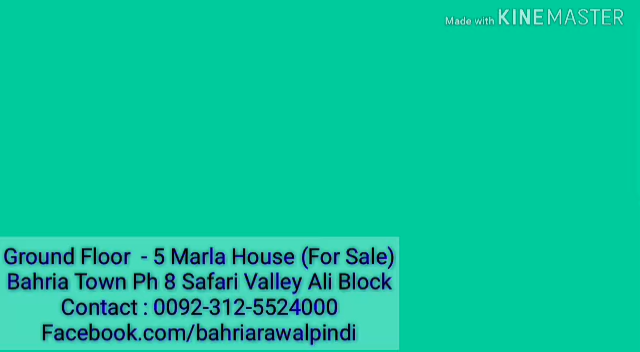 Made with KINEMASTER
Ground Floor - 5 Marla House (For Sale)
Bahria Town Ph 8 Safari Valley Ali Block
Contact : 0092-312-5524000
Facebook.com/bahriarawalpindi